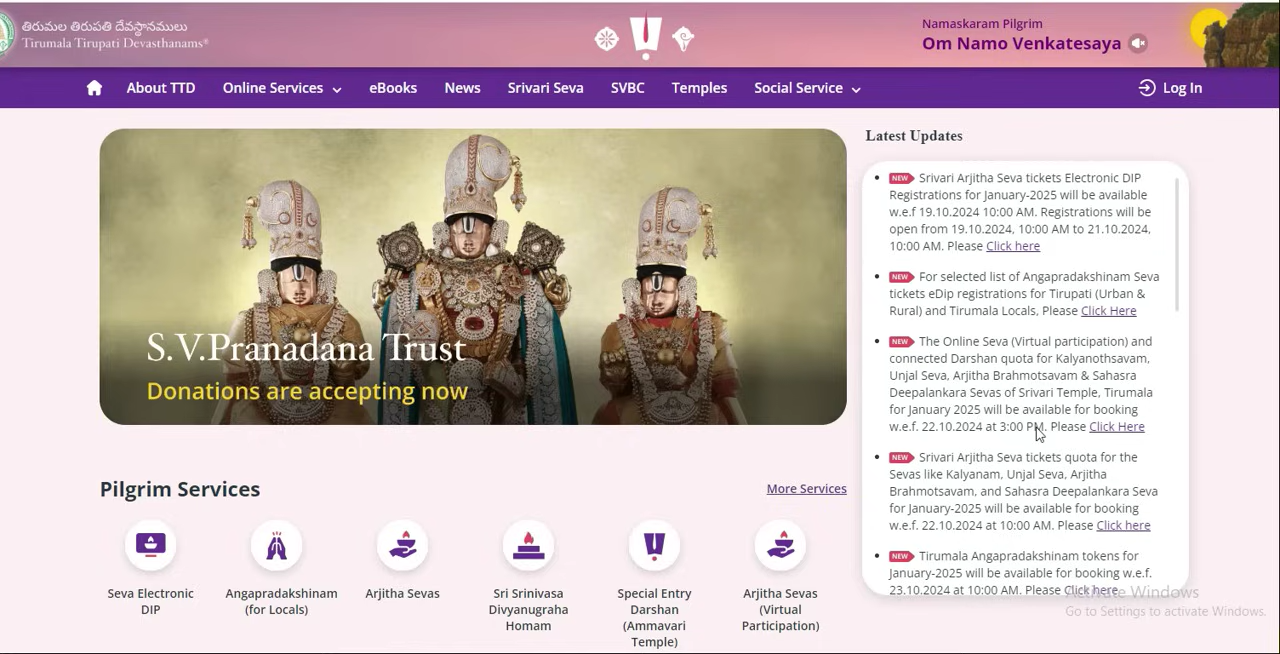 తిరుమల తిరుపతి దేవస్థానములు
Tirumala Tirupati Devasthanams®
Namaskaram Pilgrim
Om Namo Venkatesaya
About TTD
Online Services
eBooks
News
Srivari Seva
SVBC
Temples
Social Service
Log In
S.V.Pranadana Trust
Donations are accepting now
Latest Updates
NEW Srivari Arjitha Seva tickets Electronic DIP
Registrations for January-2025 will be available
w.e.f 19.10.2024 10:00 AM. Registrations will be
open from 19.10.2024, 10:00 AM to 21.10.2024,
10:00 AM. Please Click here
NEW For selected list of Angapradakshinam Seva
tickets eDip registrations for Tirupati (Urban &
Rural) and Tirumala Locals, Please Click Here
NEW The Online Seva (Virtual participation) and
connected Darshan quota for Kalyanothsavam,
Unjal Seva, Arjitha Brahmotsavam & Sahasra
Deepalankara Sevas of Srivari Temple, Tirumala
for January 2025 will be available for booking
w.e.f. 22.10.2024 at 3:00 PM. Please Click Here
NEW Srivari Arjitha Seva tickets quota for the
Sevas like Kalyanam, Unjal Seva, Arjitha
Brahmotsavam, and Sahasra Deepalankara Seva
for January-2025 will be available for booking
w.e.f. 22.10.2024 at 10:00 AM. Please Click here
NEW Tirumala Angapradakshinam tokens for
January-2025 will be available for booking w.e.f.
23.10.2024 at 10:00 AM. Please Click here
Pilgrim Services
More Services
Seva Electronic
DIP
Angapradakshinam
(for Locals)
Arjitha Sevas
Sri Srinivasa
Divyanugraha
Homam
Special Entry
Darshan
(Ammavari
Temple)
Arjitha Sevas
(Virtual
Participation)
Activate Windows
Go to Settings to activate Windows.